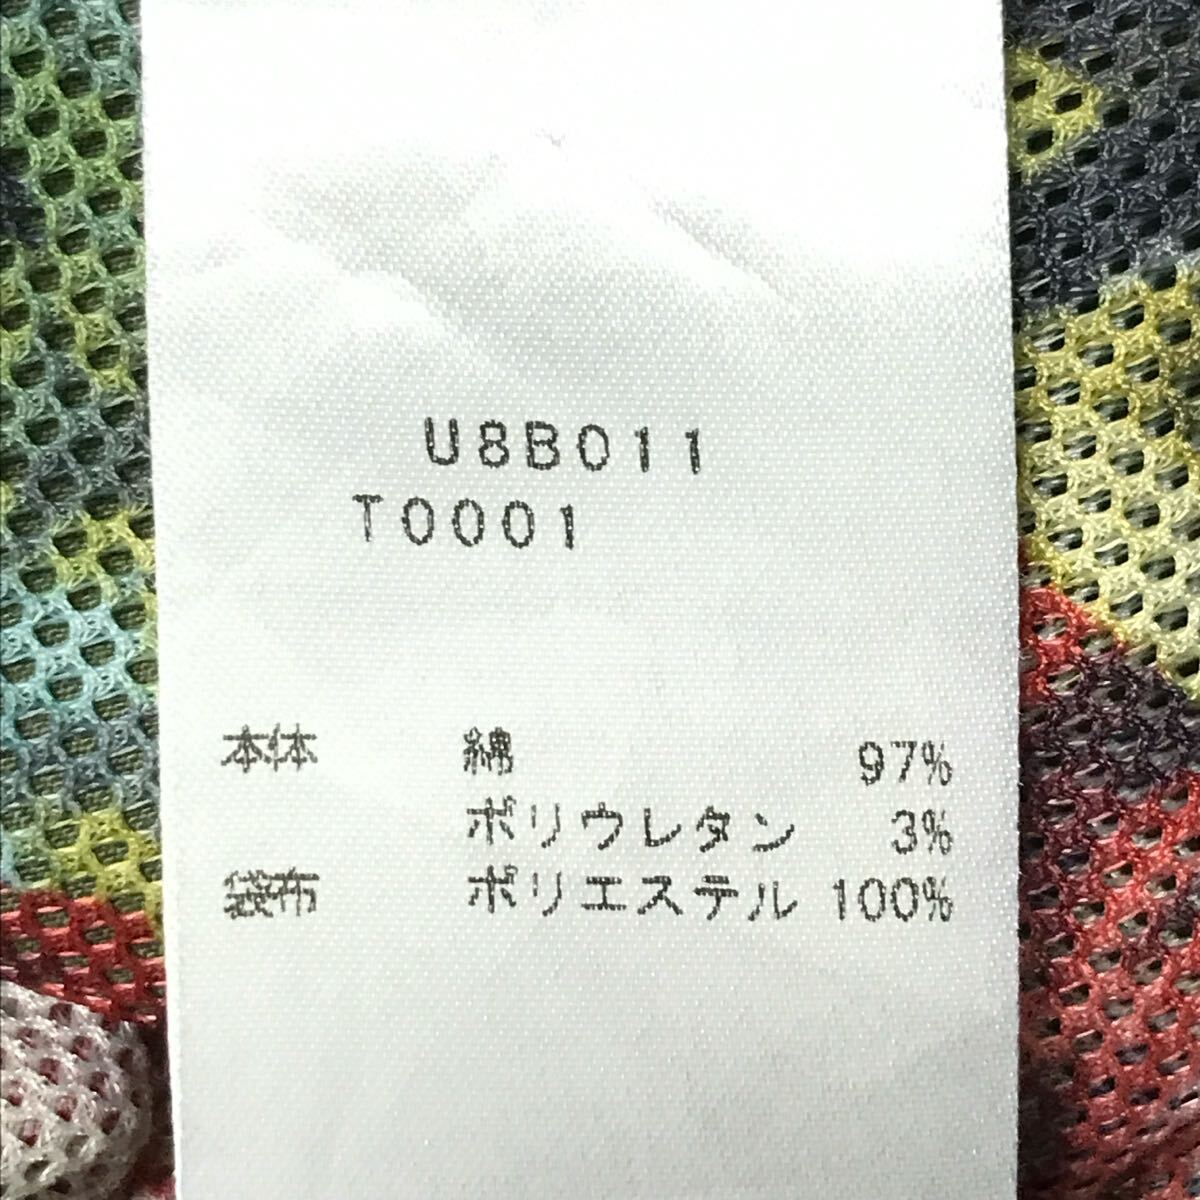 U8B011
T0001
本体 綿 97%
ポリウレタン 3%
袋布 ポリエステル 100%